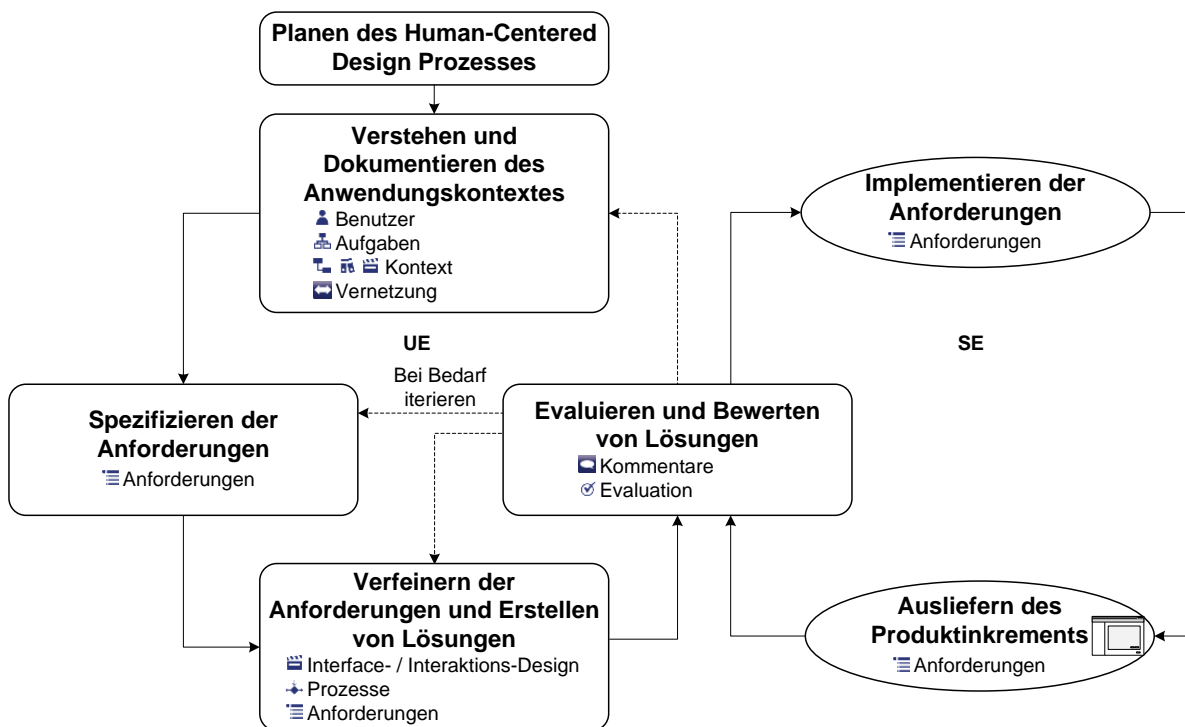 Planen des Human-Centered
Design Prozesses
Verstehen und
Dokumentieren des
Anwendungskontextes
Benutzer
Aufgaben
Kontext
Vernetzung
Implementieren der
Anforderungen
Anforderungen
UE
SE
Bei Bedarf
iterieren
Spezifizieren der
Anforderungen
Anforderungen
Evaluieren und Bewerten
von Lösungen
Kommentare
Evaluation
Verfeinern der
Anforderungen und Erstellen
von Lösungen
Interface- / Interaktions-Design
Prozesse
Anforderungen
Ausliefern des
Produktinkrements
Anforderungen